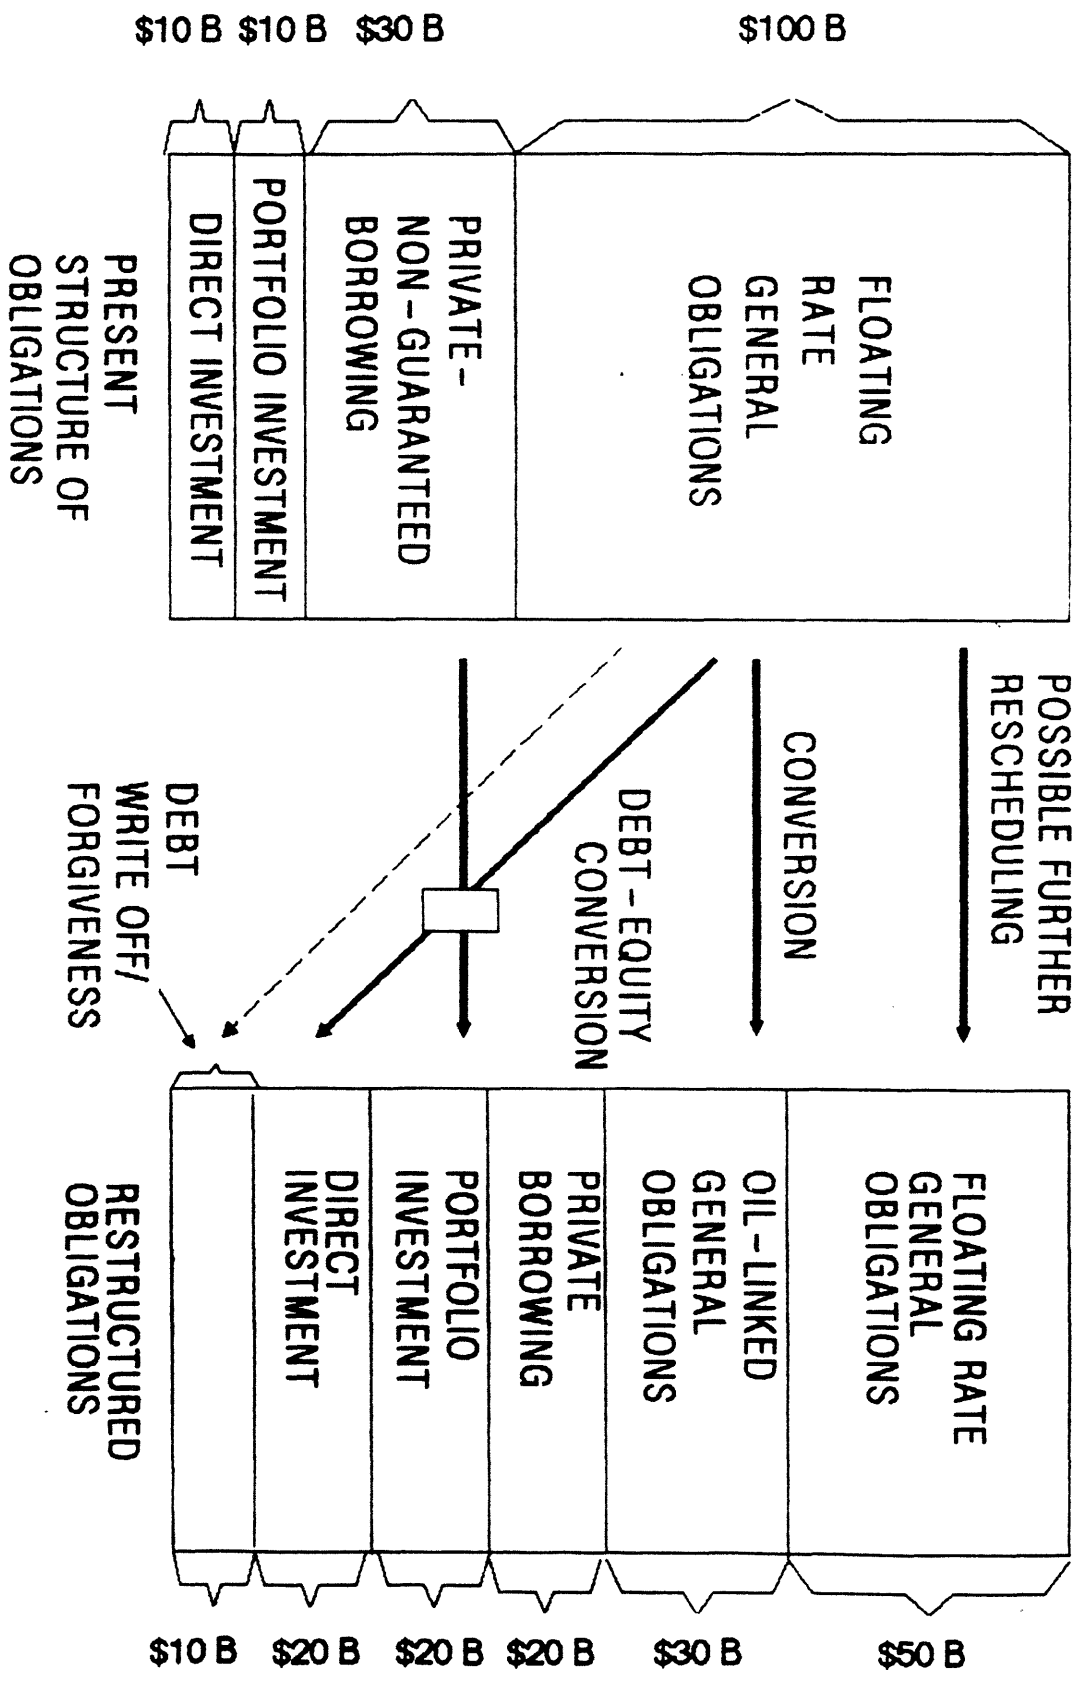 $100 B
$30 B
$10 B
$10 B
FLOATING
RATE
GENERAL
OBLIGATIONS
PRIVATE-
NON-GUARANTEED
BORROWING
PORTFOLIO INVESTMENT
DIRECT INVESTMENT
PRESENT
STRUCTURE OF
OBLIGATIONS
POSSIBLE FURTHER
RESCHEDULING
CONVERSION
DEBT-EQUITY
CONVERSION
DEBT
WRITE OFF/
FORGIVENESS
FLOATING RATE
GENERAL
OBLIGATIONS
OIL-LINKED
GENERAL
OBLIGATIONS
PRIVATE
BORROWING
PORTFOLIO
INVESTMENT
DIRECT
INVESTMENT
RESTRUCTURED
OBLIGATIONS
$50 B
$30 B
$20 B
$20 B
$20 B
$10 B